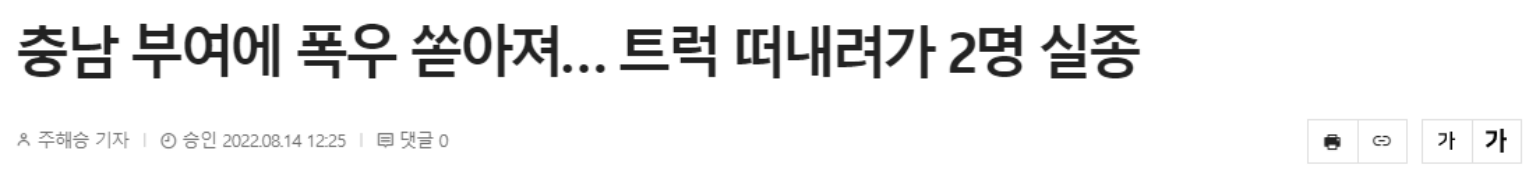 충남 부여에 폭우 쏟아져... 트럭 떠내려가 2명 실종
주해승 기자 승인 2022.08.14 12:25 댓글 0 가 가